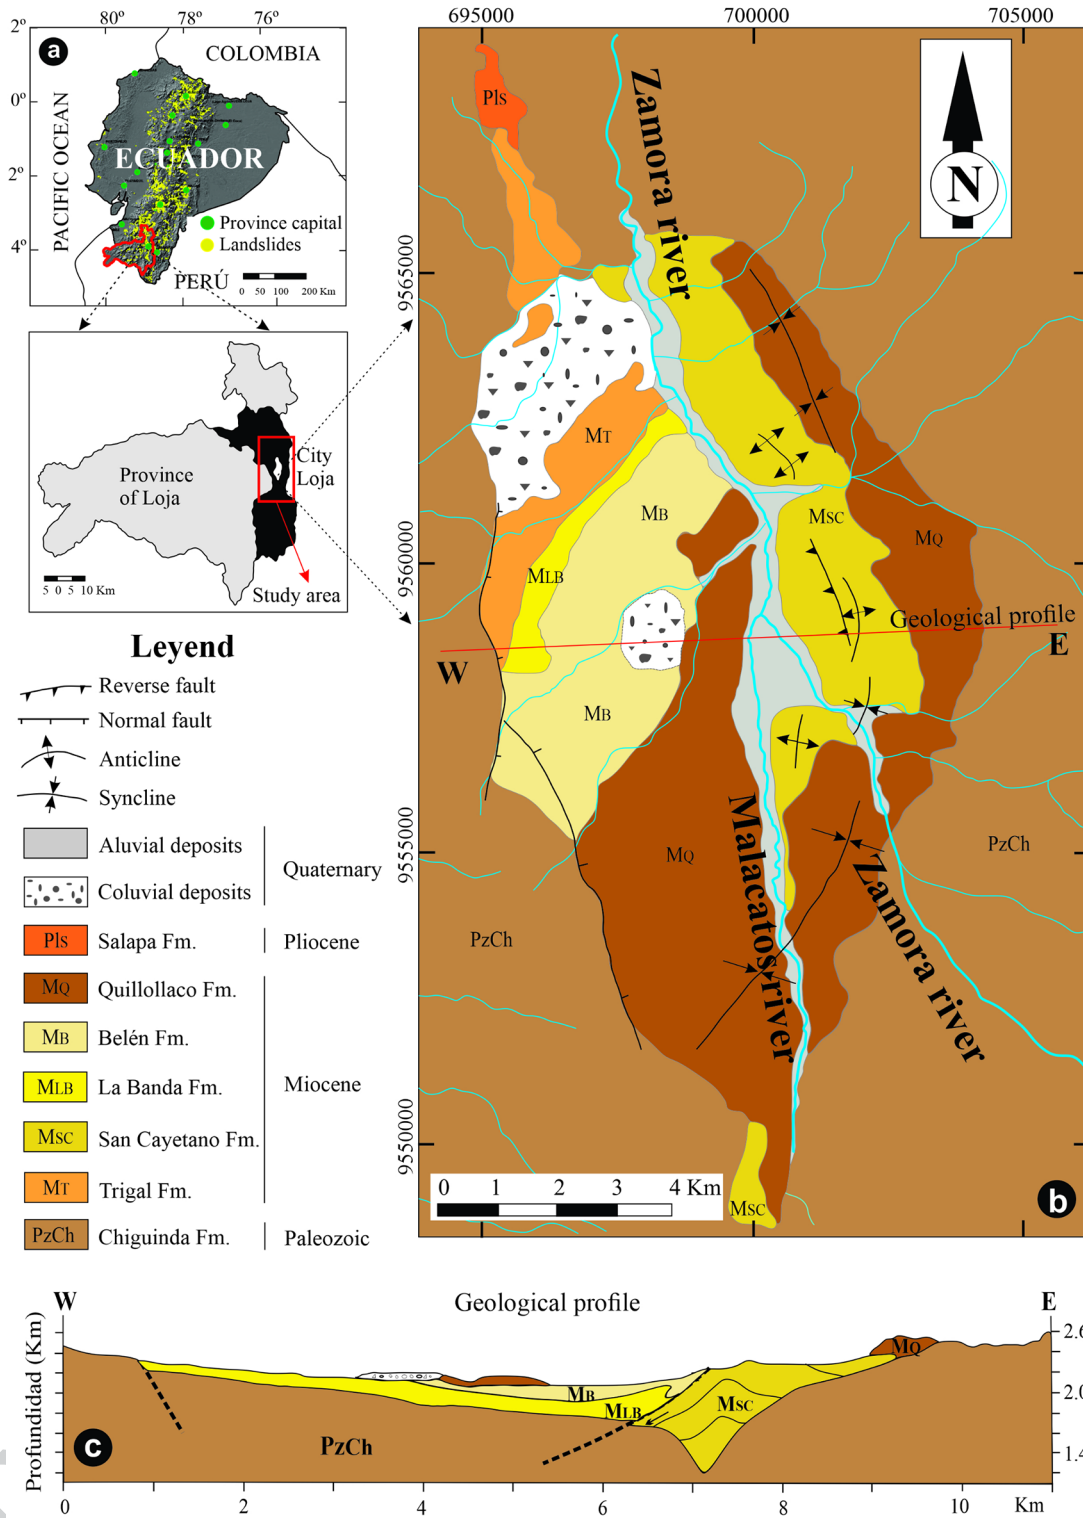 80º 78º 76º
2º
0º
2º
4º
a
COLOMBIA
PACIFIC OCEAN
ECUADOR
Province capital
Landslides
PERÚ
0 50 100 200 Km
Province
of Loja
City
Loja
5 0 5 10 Km
Study area
Leyend
Reverse fault
Normal fault
Anticline
Syncline
Aluvial deposits
Coluvial deposits
Quaternary
Pls Salapa Fm. Pliocene
MQ Quillollaco Fm.
MB Belén Fm.
MLB La Banda Fm.
Miocene
MSC San Cayetano Fm.
MT Trigal Fm.
PzCh Chiguinda Fm. Paleozoic
695000 700000 705000
9565000
9560000
9555000
9550000
N
Pls
Zamora river
MT
MB
MSC
MQ
MLB
Geological profile
W
E
MB
MQ
PzCh
PzCh
Malacatos river
Zamora river
MSC
0 1 2 3 4 Km
b
W Geological profile E
Profundidad (Km)
2.6
2.0
1.4
MQ
MB
MLB
MSC
PzCh
c
0 2 4 6 8 10 Km